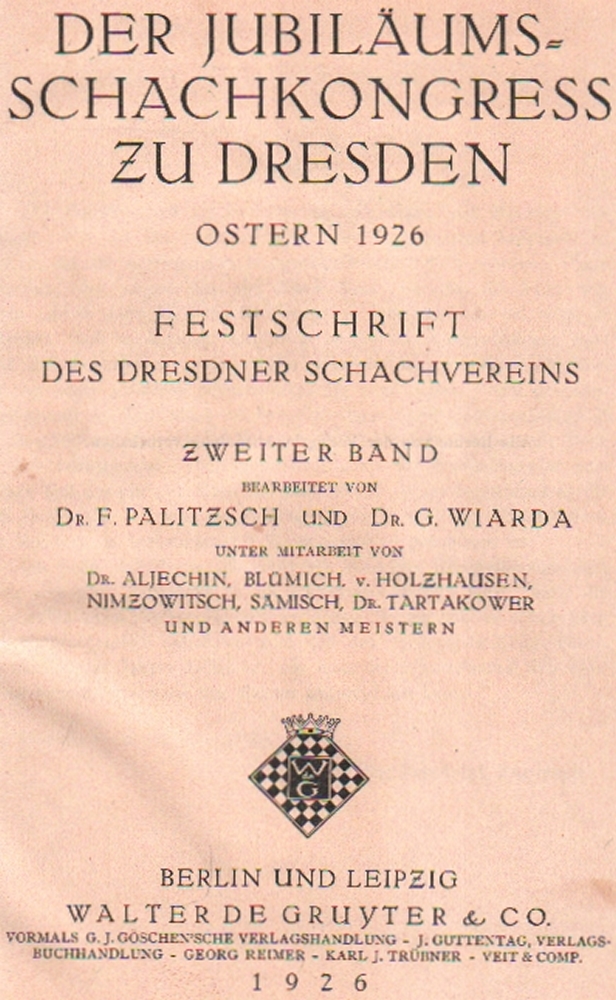 DER JUBILÄUMS-
SCHACHKONGRESS
ZU DRESDEN
OSTERN 1926
FESTSCHRIFT
DES DRESDNER SCHACHVEREINS
ZWEITER BAND
BEARBEITET VON
DR. F. PALITZSCH UND DR. G. WIARDA
UNTER MITARBEIT VON
DR. ALJECHIN, BLÜMICH, v. HOLZHAUSEN,
NIMZOWITSCH, SAMISCH, DR. TARTAKOWER
UND ANDEREN MEISTERN
W
de
G
BERLIN UND LEIPZIG
WALTER DE GRUYTER & CO.
VORMALS G. J. GÖSCHEN'SCHE VERLAGSHANDLUNG - J. GUTTENTAG, VERLAGS-
BUCHHANDLUNG - GEORG REIMER - KARL J. TRÜBNER - VEIT & COMP.
1926